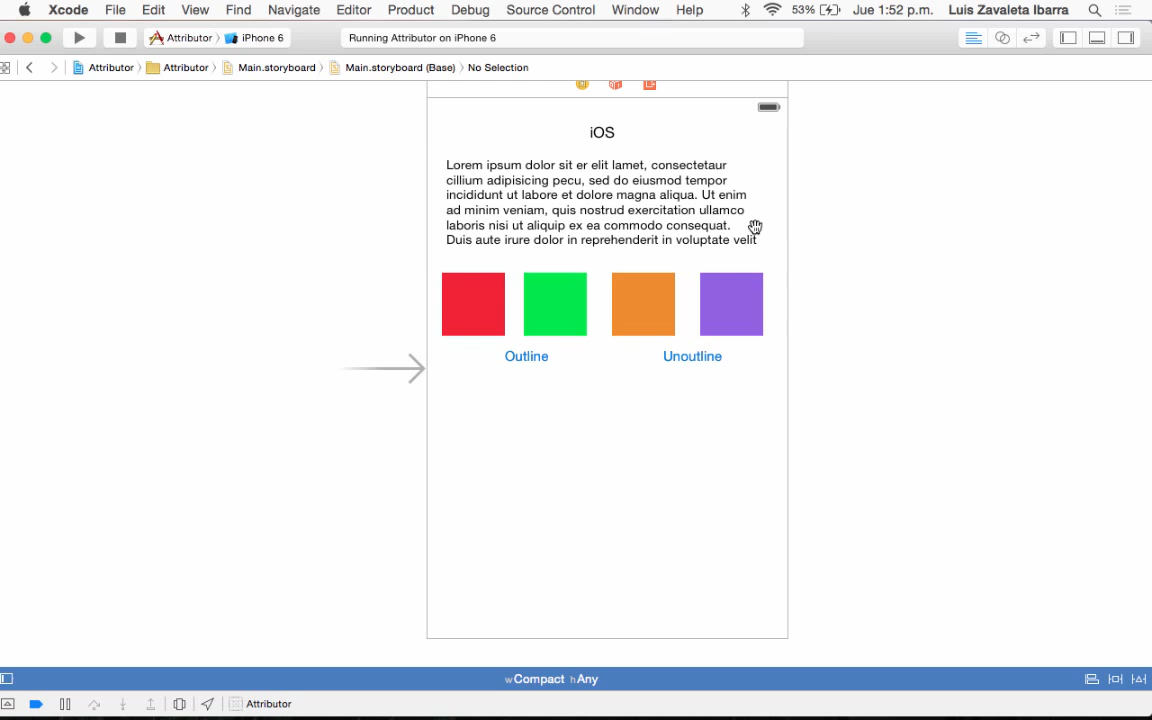 Xcode File Edit View Find Navigate Editor Product Debug Source Control Window Help 53% Jue 1:52 p.m. Luis Zavaleta Ibarra
Attributor iPhone 6 Running Attributor on iPhone 6
Attributor Attributor Main.storyboard Main.storyboard (Base) No Selection
iOS
Lorem ipsum dolor sit er elit lamet, consectetaur
cillium adipisicing pecu, sed do eiusmod tempor
incididunt ut labore et dolore magna aliqua. Ut enim
ad minim veniam, quis nostrud exercitation ullamco
laboris nisi ut aliquip ex ea commodo consequat.
Duis aute irure dolor in reprehenderit in voluptate velit
Outline Unoutline
wCompact hAny
Attributor